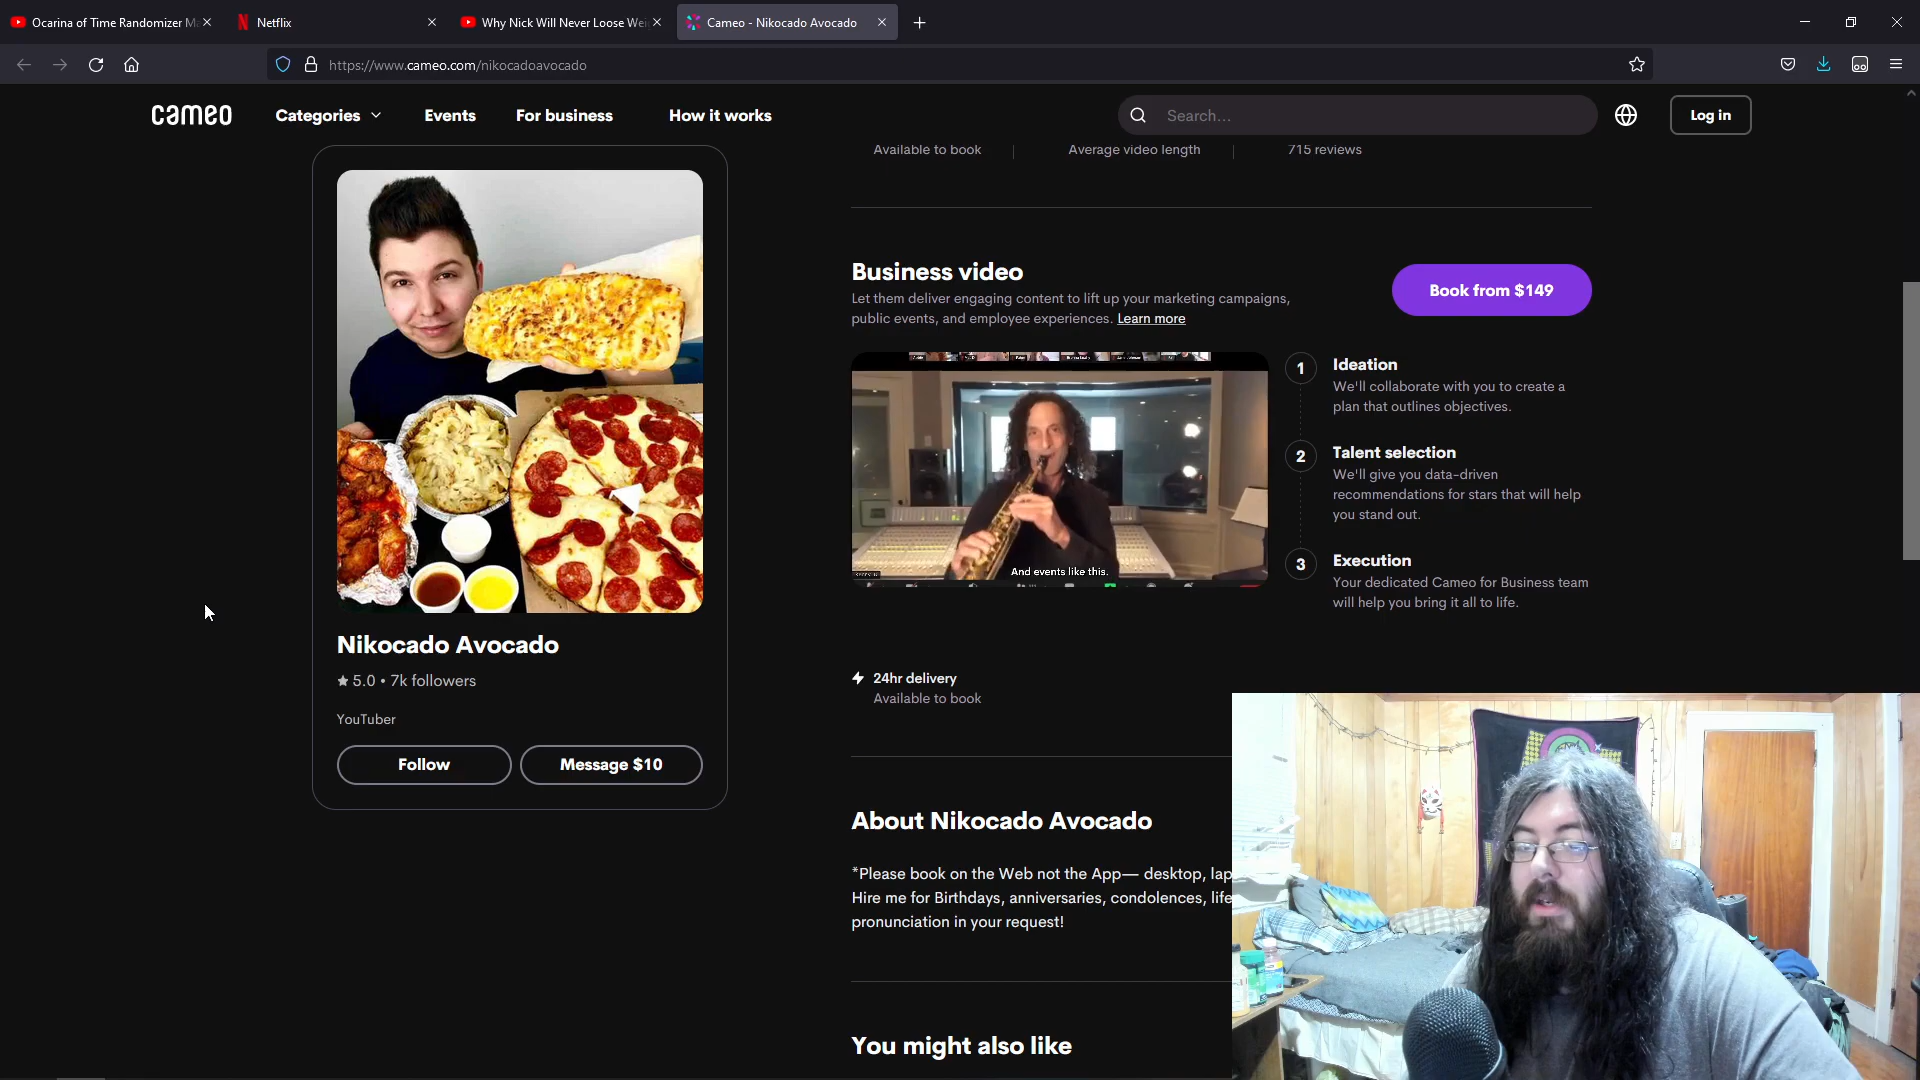 Ocarina of Time Randomizer M
Netflix
Why Nick Will Never Loose Wei
Cameo - Nikocado Avocado
https://www.cameo.com/nikocadoavocado
cameo
Categories
Events
For business
How it works
Search...
Log in
Available to book
Average video length
715 reviews
Business video
Let them deliver engaging content to lift up your marketing campaigns,
public events, and employee experiences. Learn more
Book from $149
And events like this.
1
Ideation
We'll collaborate with you to create a
plan that outlines objectives.
2
Talent selection
We'll give you data-driven
recommendations for stars that will help
you stand out.
3
Execution
Your dedicated Cameo for Business team
will help you bring it all to life.
Nikocado Avocado
5.0 • 7k followers
YouTuber
Follow
Message $10
24hr delivery
Available to book
About Nikocado Avocado
*Please book on the Web not the App— desktop, lap
Hire me for Birthdays, anniversaries, condolences, life
pronunciation in your request!
You might also like